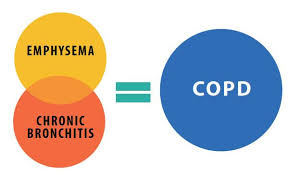 EMPHYSEMA
CHRONIC
BRONCHITIS
=
COPD